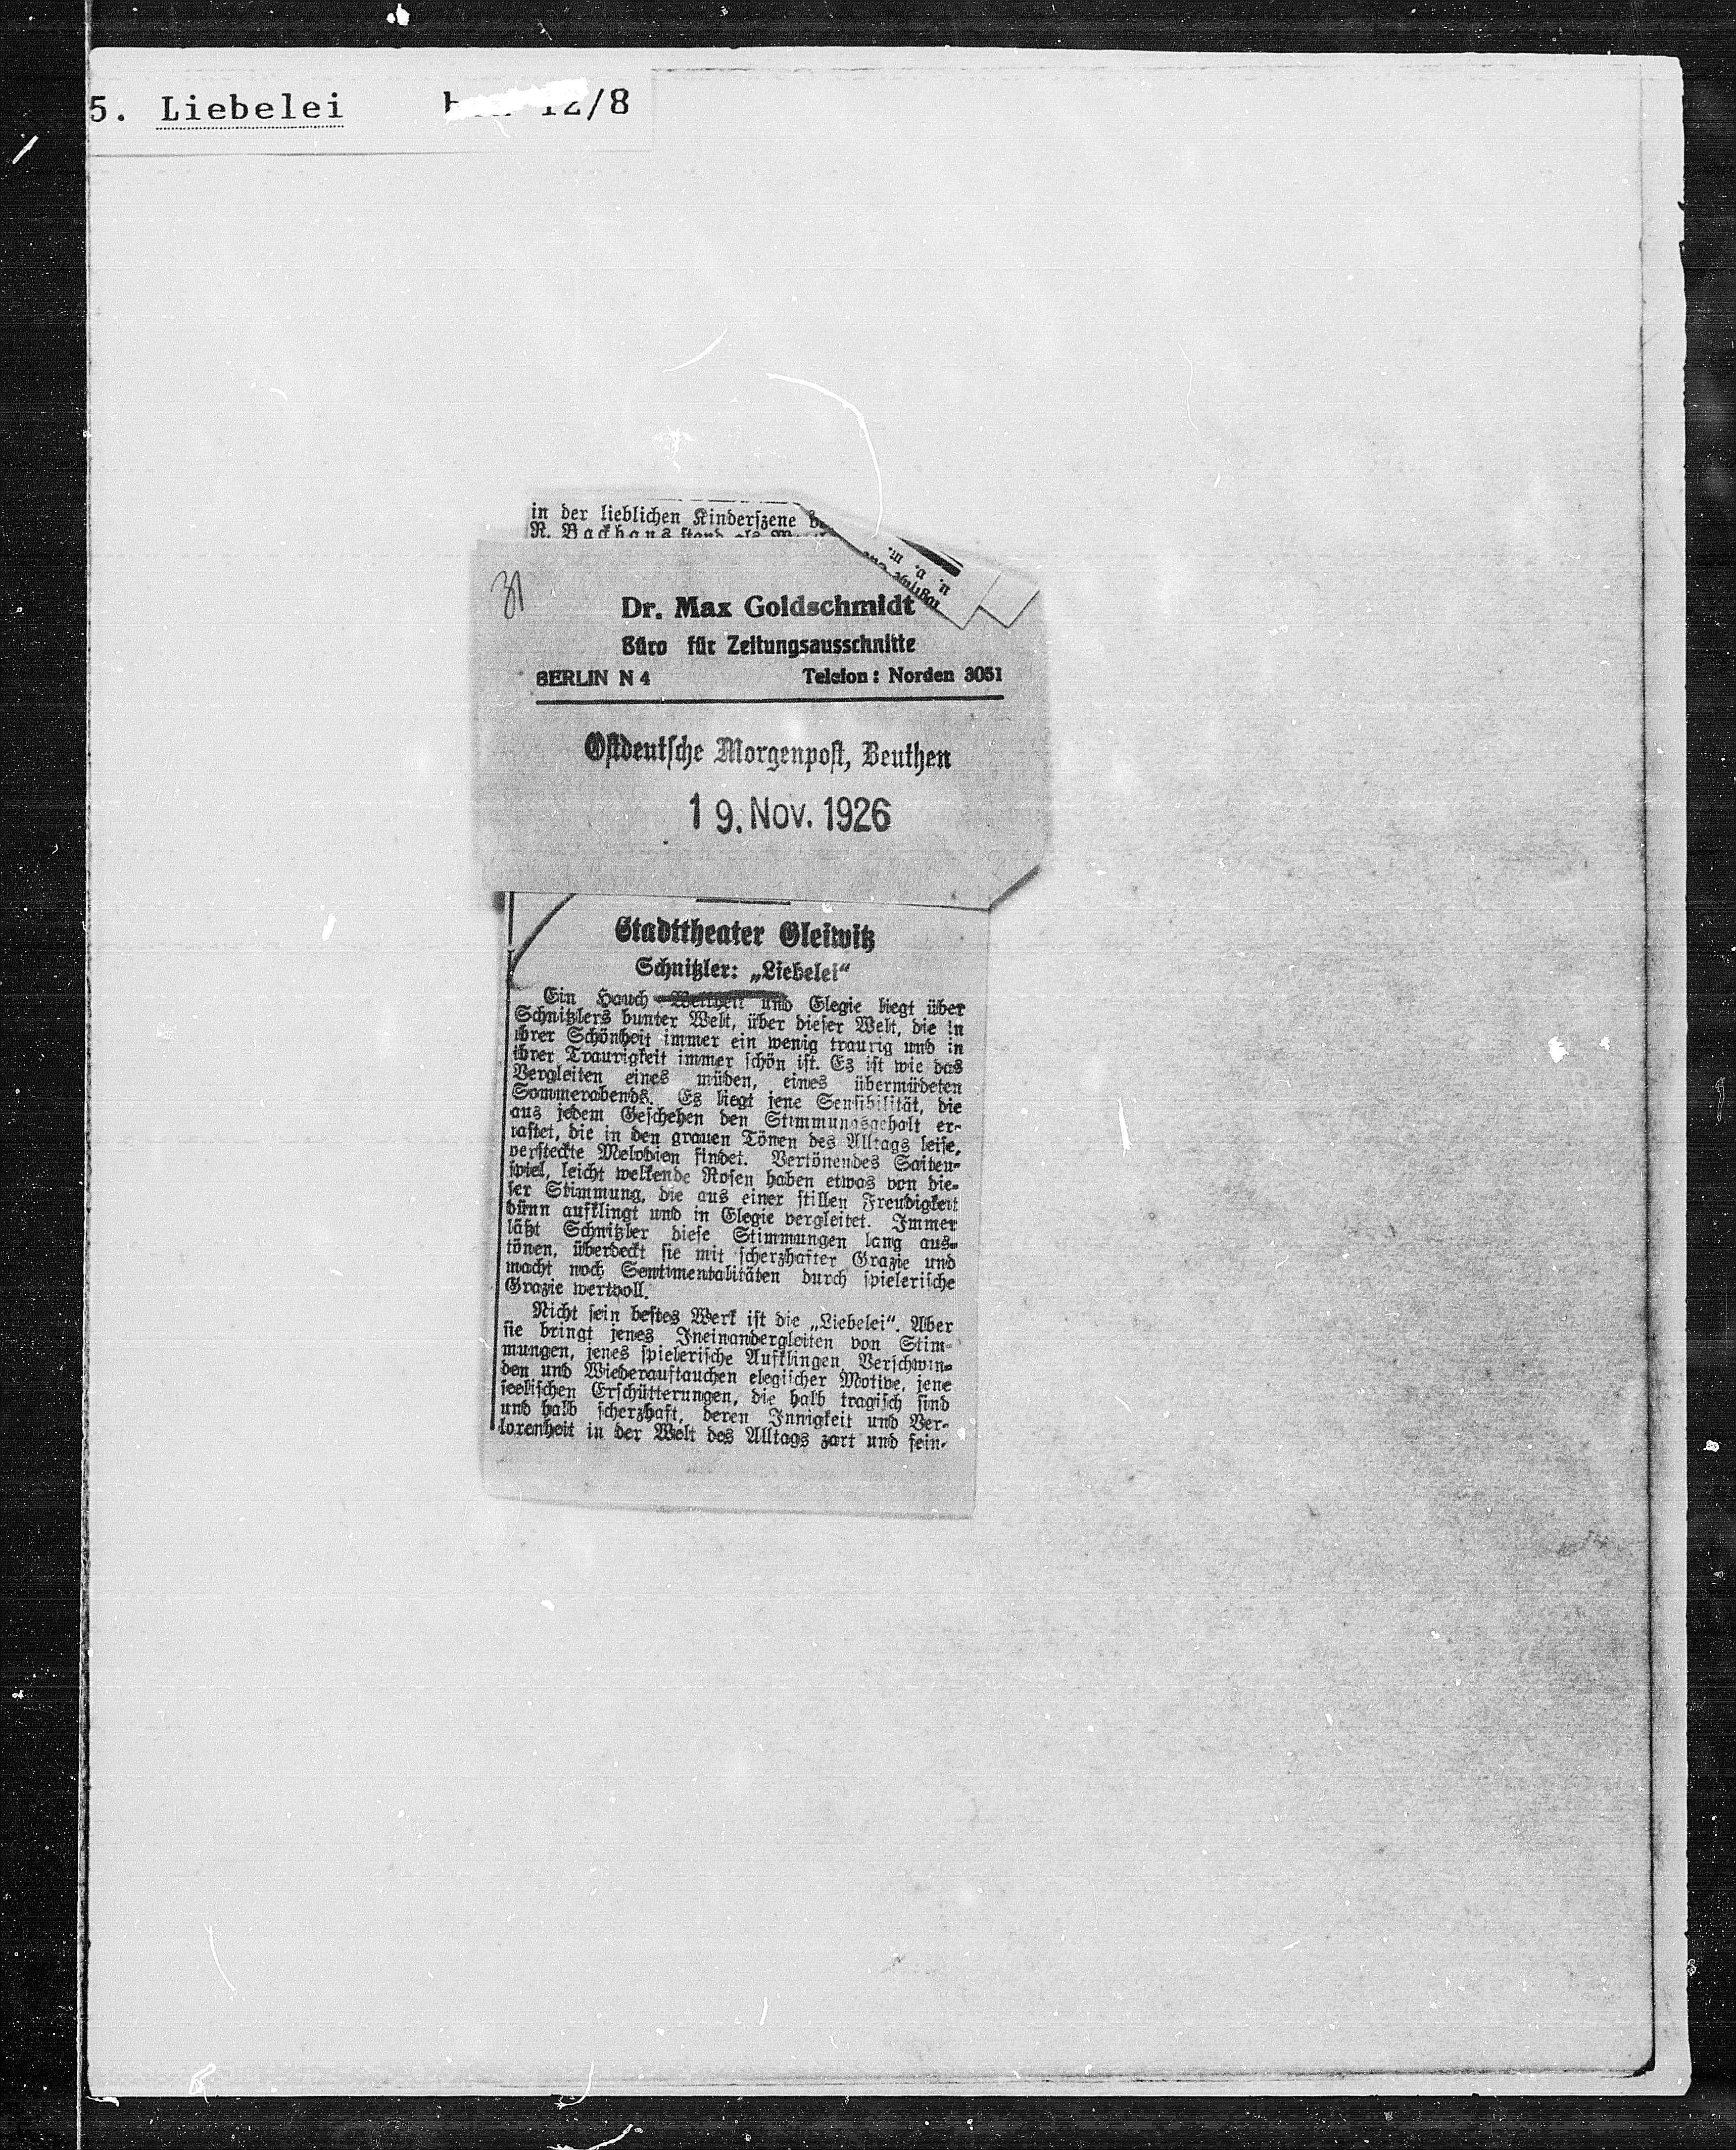 5. Liebelei 12/8
in der lieblichen Kinderszene
R. Backhaus stand als
u. a. m.
31
Dr. Max Goldschmidt
Büro für Zeitungsausschnitte
BERLIN N 4 Telefon: Norden 3051
Ostdeutsche Morgenpost, Beuthen
19. Nov. 1926
Stadttheater Gleiwitz
Schnitzler: „Liebelei“
Ein Hauch und Elegie liegt über
Schnitzlers bunter Welt, über dieser Welt, die in
ihrer Schönheit immer ein wenig traurig und in
ihrer Traurigkeit immer schön ist. Es ist wie das
Vergleiten eines müden, eines übermüdeten
Sommerabends. Es liegt jene Sensibilität, die
aus jedem Geschehen den Stimmungsgehalt er-
tastet, die in den grauen Tönen des Alltags leise,
versteckte Melodien findet. Vertönendes Saiten-
spiel, leicht welkende Rosen haben etwas von die-
ser Stimmung, die aus einer stillen Freudigkeit
dünn aufklingt und in Elegie vergleitet. Immer
läßt Schnitzler diese Stimmungen lang aus-
tönen, überdeckt sie mit scherzhafter Grazie und
macht noch Sentimentalitäten durch spielerische
Grazie wertvoll.
Nicht sein bestes Werk ist die „Liebelei“. Aber
sie bringt jenes Ineinandergleiten von Stim-
mungen, jenes spielerische Aufklingen Verschwin-
den und Wiederauftauchen elegischer Motive, jene
seelischen Erschütterungen, die halb tragisch sind
und halb scherzhaft, deren Innigkeit und Ver-
lorenheit in der Welt des Alltags zart und fein-